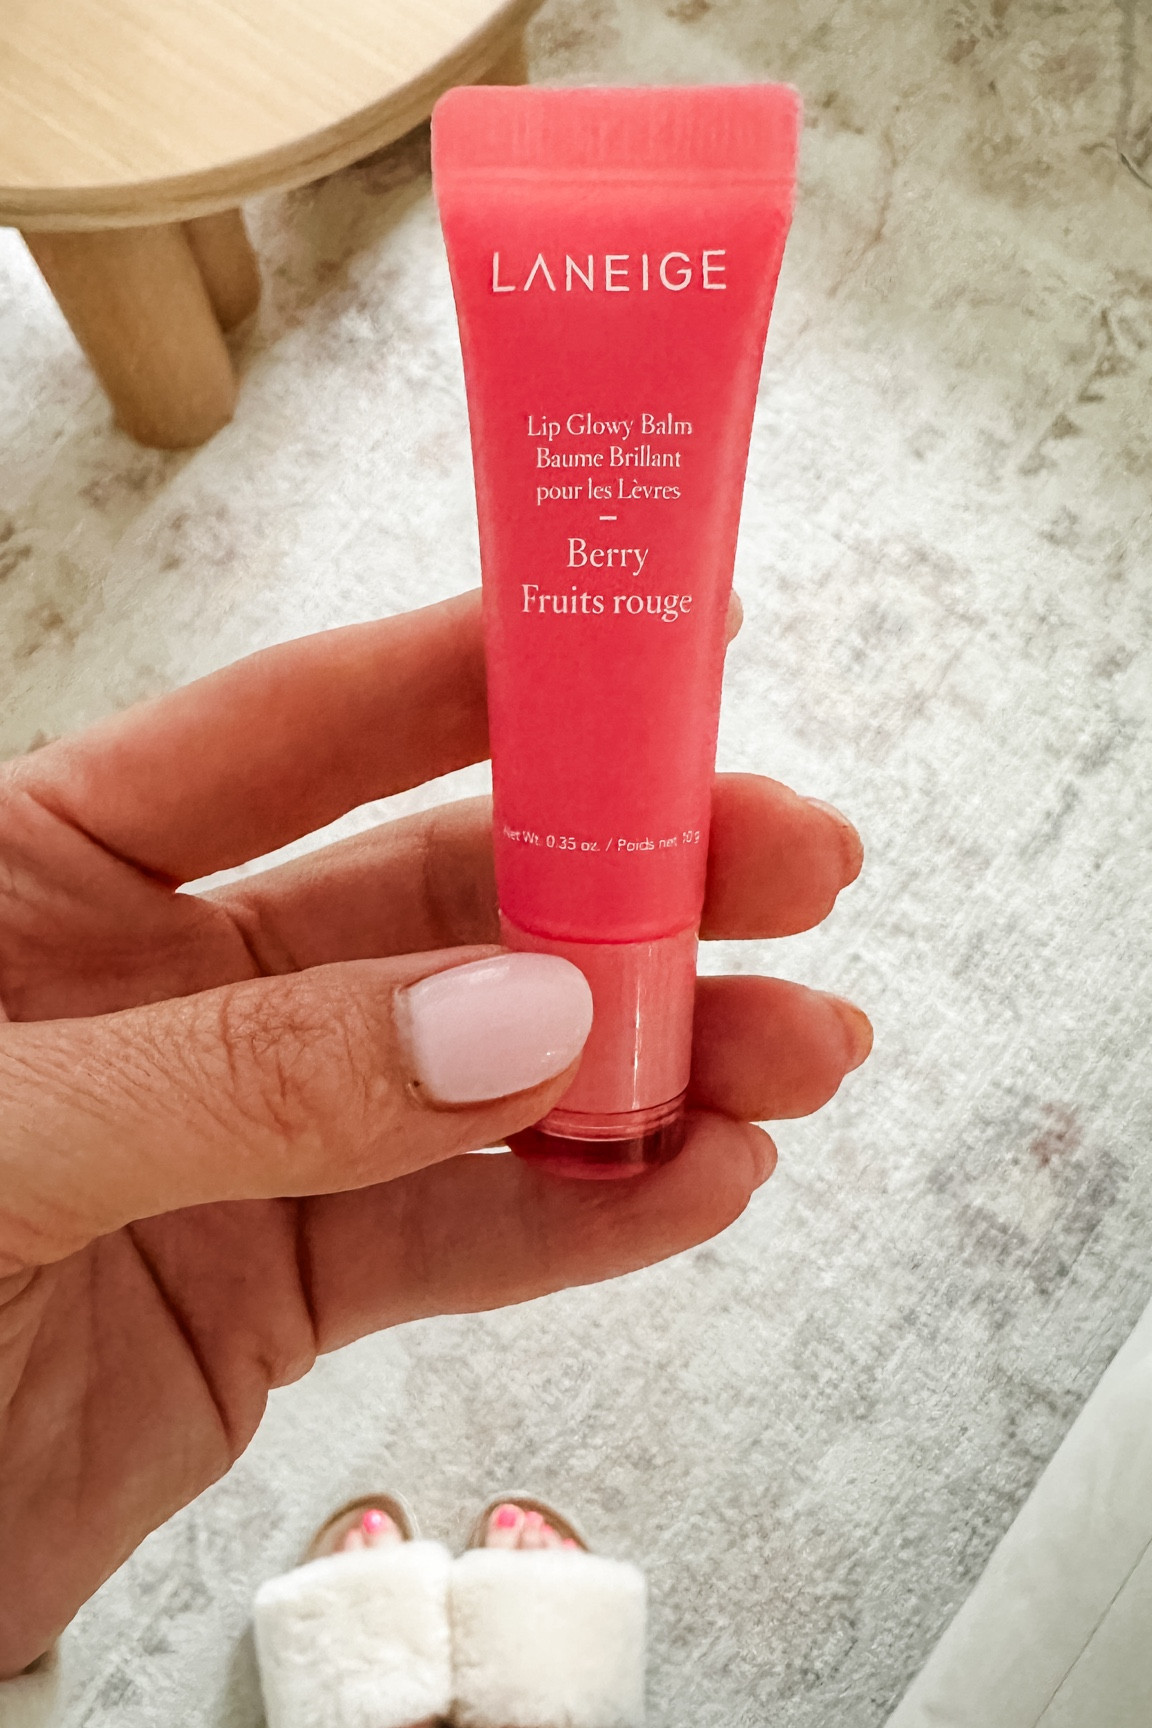 LANEIGE
Lip Glowy Balm
Baume Brillant
pour les Lèvres
Berry
Fruits rouge
Net Wt. 0.35 oz. / Poids net 10 g